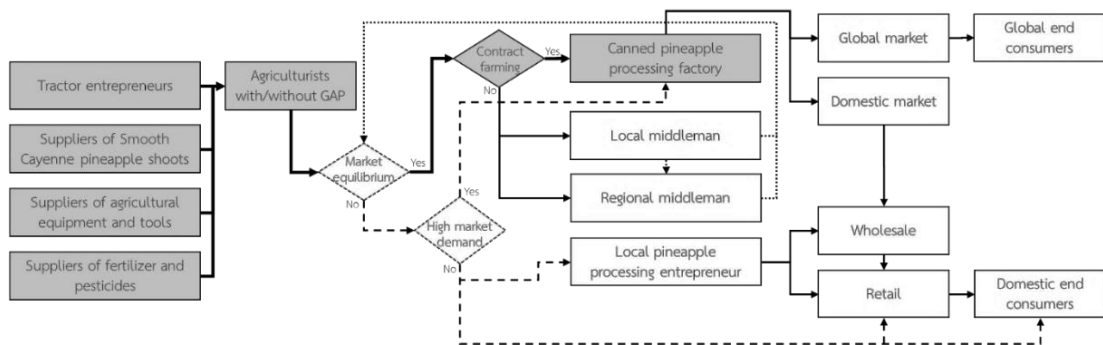 Tractor entrepreneurs
Suppliers of Smooth
Cayenne pineapple shoots
Suppliers of agricultural
equipment and tools
Suppliers of fertilizer and
pesticides
Agriculturists
with/without GAP
Market
equilibrium
Yes
No
High market
demand
Yes
No
Contract
farming
Yes
No
Canned pineapple
processing factory
Local middleman
Regional middleman
Local pineapple
processing entrepreneur
Global market
Domestic market
Wholesale
Retail
Global end
consumers
Domestic end
consumers